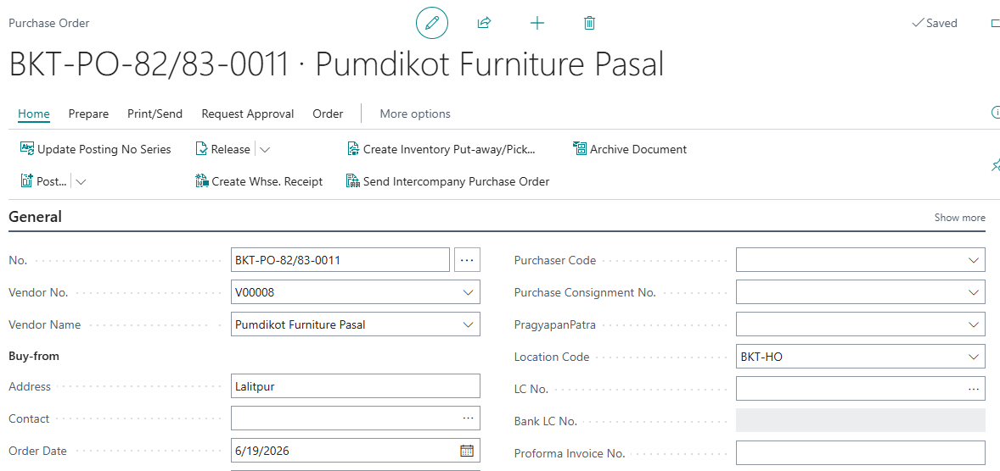 Purchase Order
Saved
BKT-PO-82/83-0011 · Pumdikot Furniture Pasal
Home Prepare Print/Send Request Approval Order More options
Update Posting No Series Release Create Inventory Put-away/Pick... Archive Document
Post... Create Whse. Receipt Send Intercompany Purchase Order
General Show more
No. BKT-PO-82/83-0011 Purchaser Code
Vendor No. V00008 Purchase Consignment No.
Vendor Name Pumdikot Furniture Pasal PragyapanPatra
Buy-from Location Code BKT-HO
Address Lalitpur LC No.
Contact Bank LC No.
Order Date 6/19/2026 Proforma Invoice No.